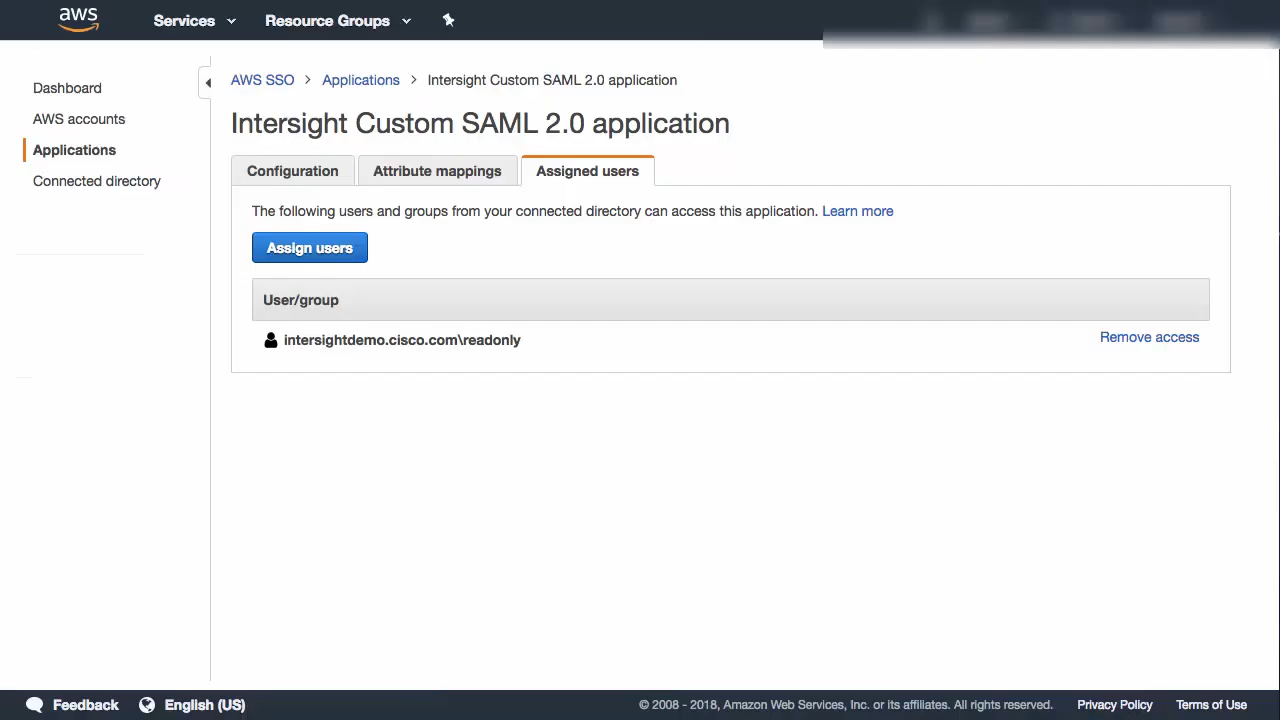 aws Services Resource Groups
Dashboard
AWS accounts
Applications
Connected directory
AWS SSO > Applications > Intersight Custom SAML 2.0 application
Intersight Custom SAML 2.0 application
Configuration Attribute mappings Assigned users
The following users and groups from your connected directory can access this application. Learn more
Assign users
User/group
intersightdemo.cisco.com\readonly Remove access
Feedback English (US) © 2008 - 2018, Amazon Web Services, Inc. or its affiliates. All rights reserved. Privacy Policy Terms of Use